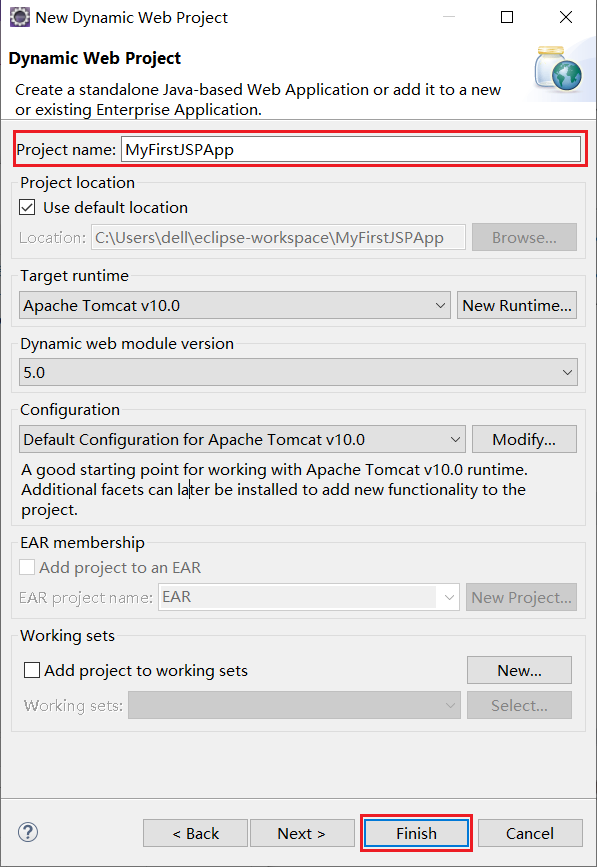 New Dynamic Web Project
Dynamic Web Project
Create a standalone Java-based Web Application or add it to a new
or existing Enterprise Application.
Project name: MyFirstJSPApp
Project location
Use default location
Location: C:\Users\dell\eclipse-workspace\MyFirstJSPApp Browse...
Target runtime
Apache Tomcat v10.0 New Runtime...
Dynamic web module version
5.0
Configuration
Default Configuration for Apache Tomcat v10.0 Modify...
A good starting point for working with Apache Tomcat v10.0 runtime.
Additional facets can later be installed to add new functionality to the
project.
EAR membership
Add project to an EAR
EAR project name: EAR New Project...
Working sets
Add project to working sets New...
Working sets: Select...
? < Back Next > Finish Cancel